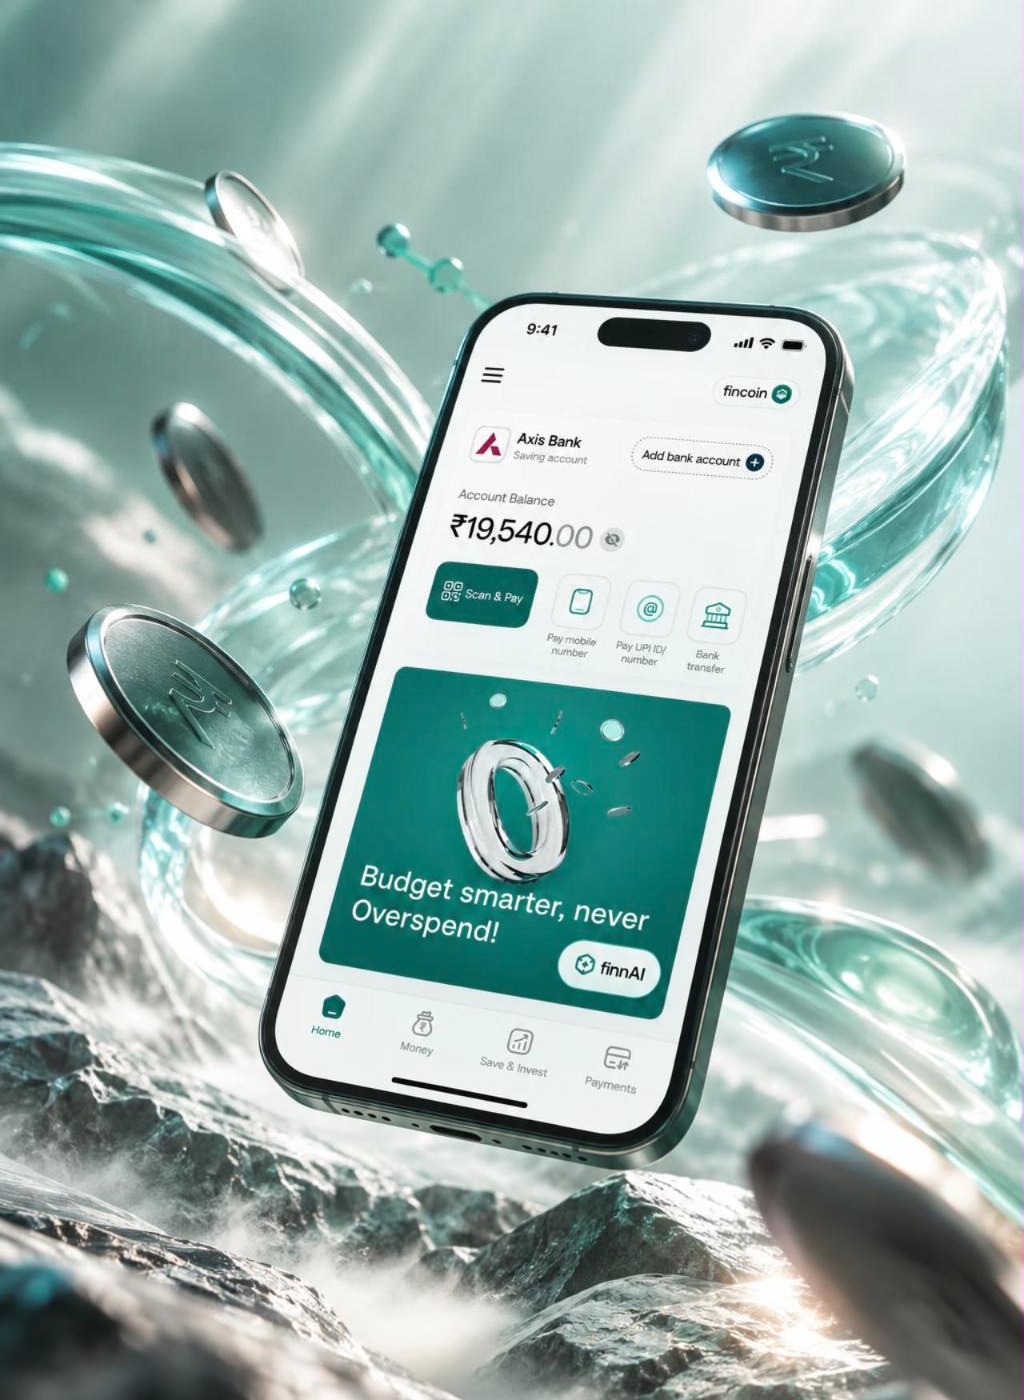 9:41
fincoin
Axis Bank
Saving account
Add bank account
Account Balance
₹19,540.00
Scan & Pay
Pay mobile
number
Pay UPI ID/
number
Bank
transfer
Budget smarter, never
Overspend!
finnAI
Home
Money
Save & Invest
Payments